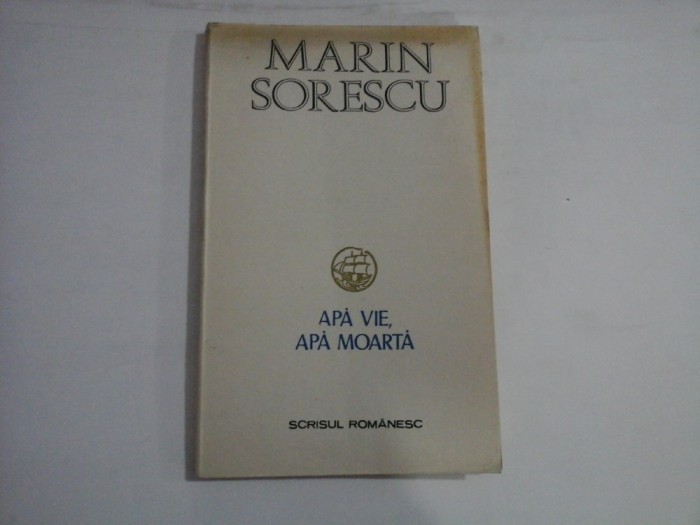 MARIN
SORESCU
APĂ VIE,
APĂ MOARTĂ
SCRISUL ROMÂNESC